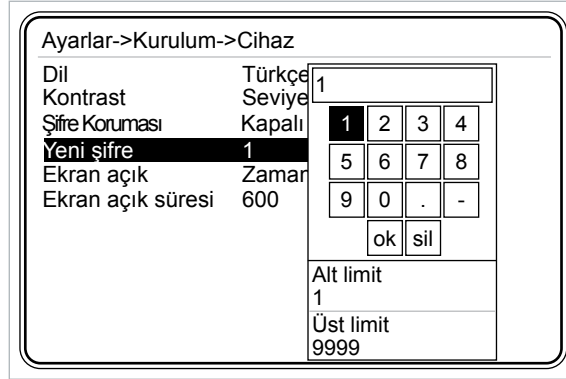 Ayarlar->Kurulum->Cihaz
Dil Türkçe
Kontrast Seviye
Şifre Koruması Kapalı
Yeni şifre 1
Ekran açık Zaman
Ekran açık süresi 600
1
1 2 3 4
5 6 7 8
9 0 . -
ok sil
Alt limit
1
Üst limit
9999